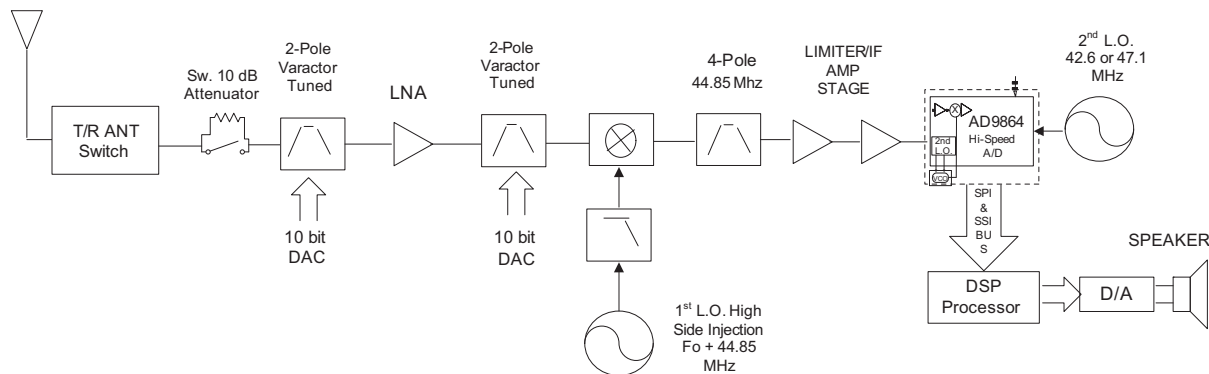 T/R ANT
Switch
Sw. 10 dB
Attenuator
2-Pole
Varactor
Tuned
10 bit
DAC
LNA
2-Pole
Varactor
Tuned
10 bit
DAC
1st L.O. High
Side Injection
Fo + 44.85
MHz
4-Pole
44.85 Mhz
LIMITER/IF
AMP
STAGE
AD9864
Hi-Speed
A/D
2nd
L.O.
VCO
2nd L.O.
42.6 or 47.1
MHz
SPI
&
SSI
BU
S
DSP
Processor
D/A
SPEAKER